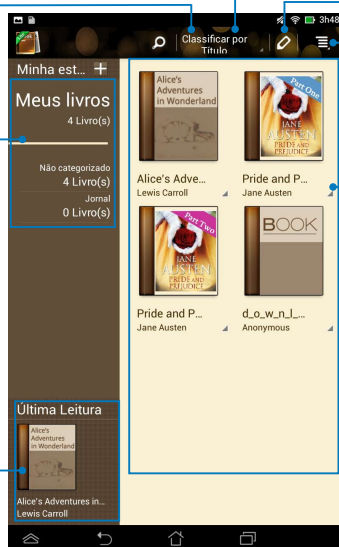 3h48
Classificar por
Título
Minha est...
Meus livros
4 Livro(s)
Não categorizado
4 Livro(s)
Jornal
0 Livro(s)
Alice's
Adventures
in Wonderland
Alice's Adve...
Lewis Carroll
Part One
JANE
AUSTEN
PRIDE AND
PREJUDICE
Pride and P...
Jane Austen
Part Two
JANE
AUSTEN
PRIDE AND
PREJUDICE
Pride and P...
Jane Austen
BOOK
d_o_w_n_l_...
Anonymous
Última Leitura
Alice's
Adventures
in Wonderland
Alice's Adventures in...
Lewis Carroll